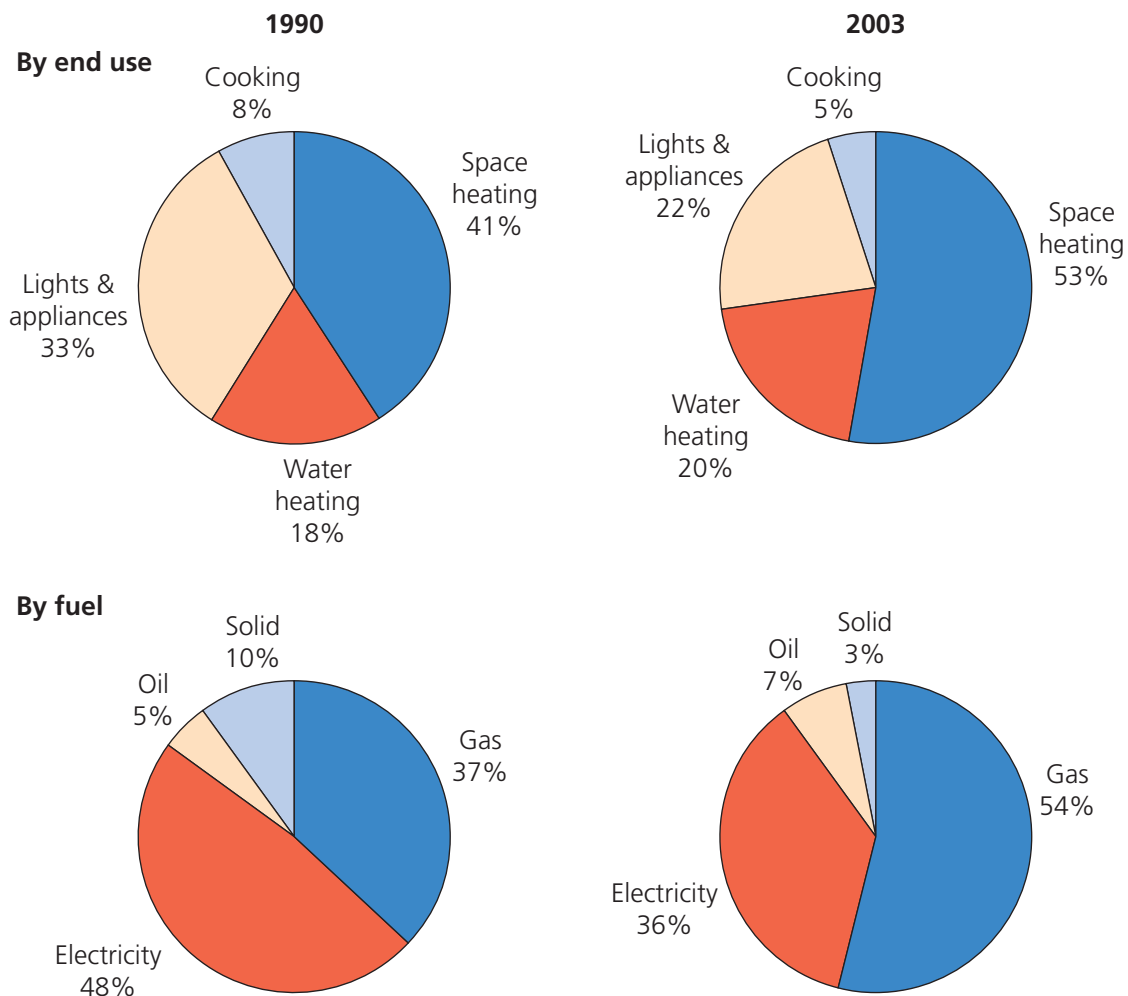 1990
2003
By end use
Cooking
8%
Space
heating
41%
Lights &
appliances
33%
Water
heating
18%
Cooking
5%
Lights &
appliances
22%
Space
heating
53%
Water
heating
20%
By fuel
Solid
10%
Oil
5%
Gas
37%
Electricity
48%
Solid
3%
Oil
7%
Gas
54%
Electricity
36%